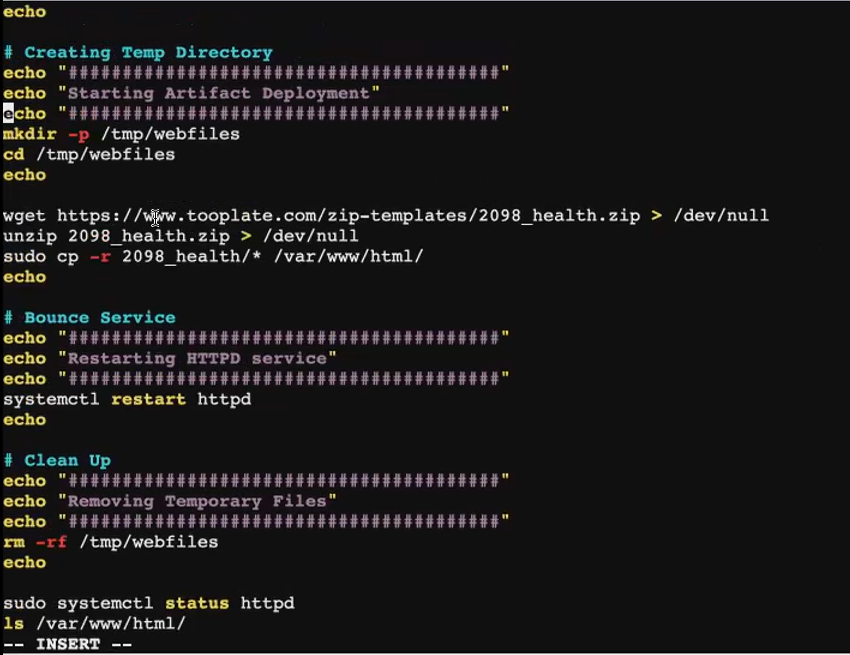 echo
# Creating Temp Directory
echo "########################################"
echo "Starting Artifact Deployment"
echo "########################################"
mkdir -p /tmp/webfiles
cd /tmp/webfiles
echo
wget https://www.tooplate.com/zip-templates/2098_health.zip > /dev/null
unzip 2098_health.zip > /dev/null
sudo cp -r 2098_health/* /var/www/html/
echo
# Bounce Service
echo "########################################"
echo "Restarting HTTPD service"
echo "########################################"
systemctl restart httpd
echo
# Clean Up
echo "########################################"
echo "Removing Temporary Files"
echo "########################################"
rm -rf /tmp/webfiles
echo
sudo systemctl status httpd
ls /var/www/html/
-- INSERT --